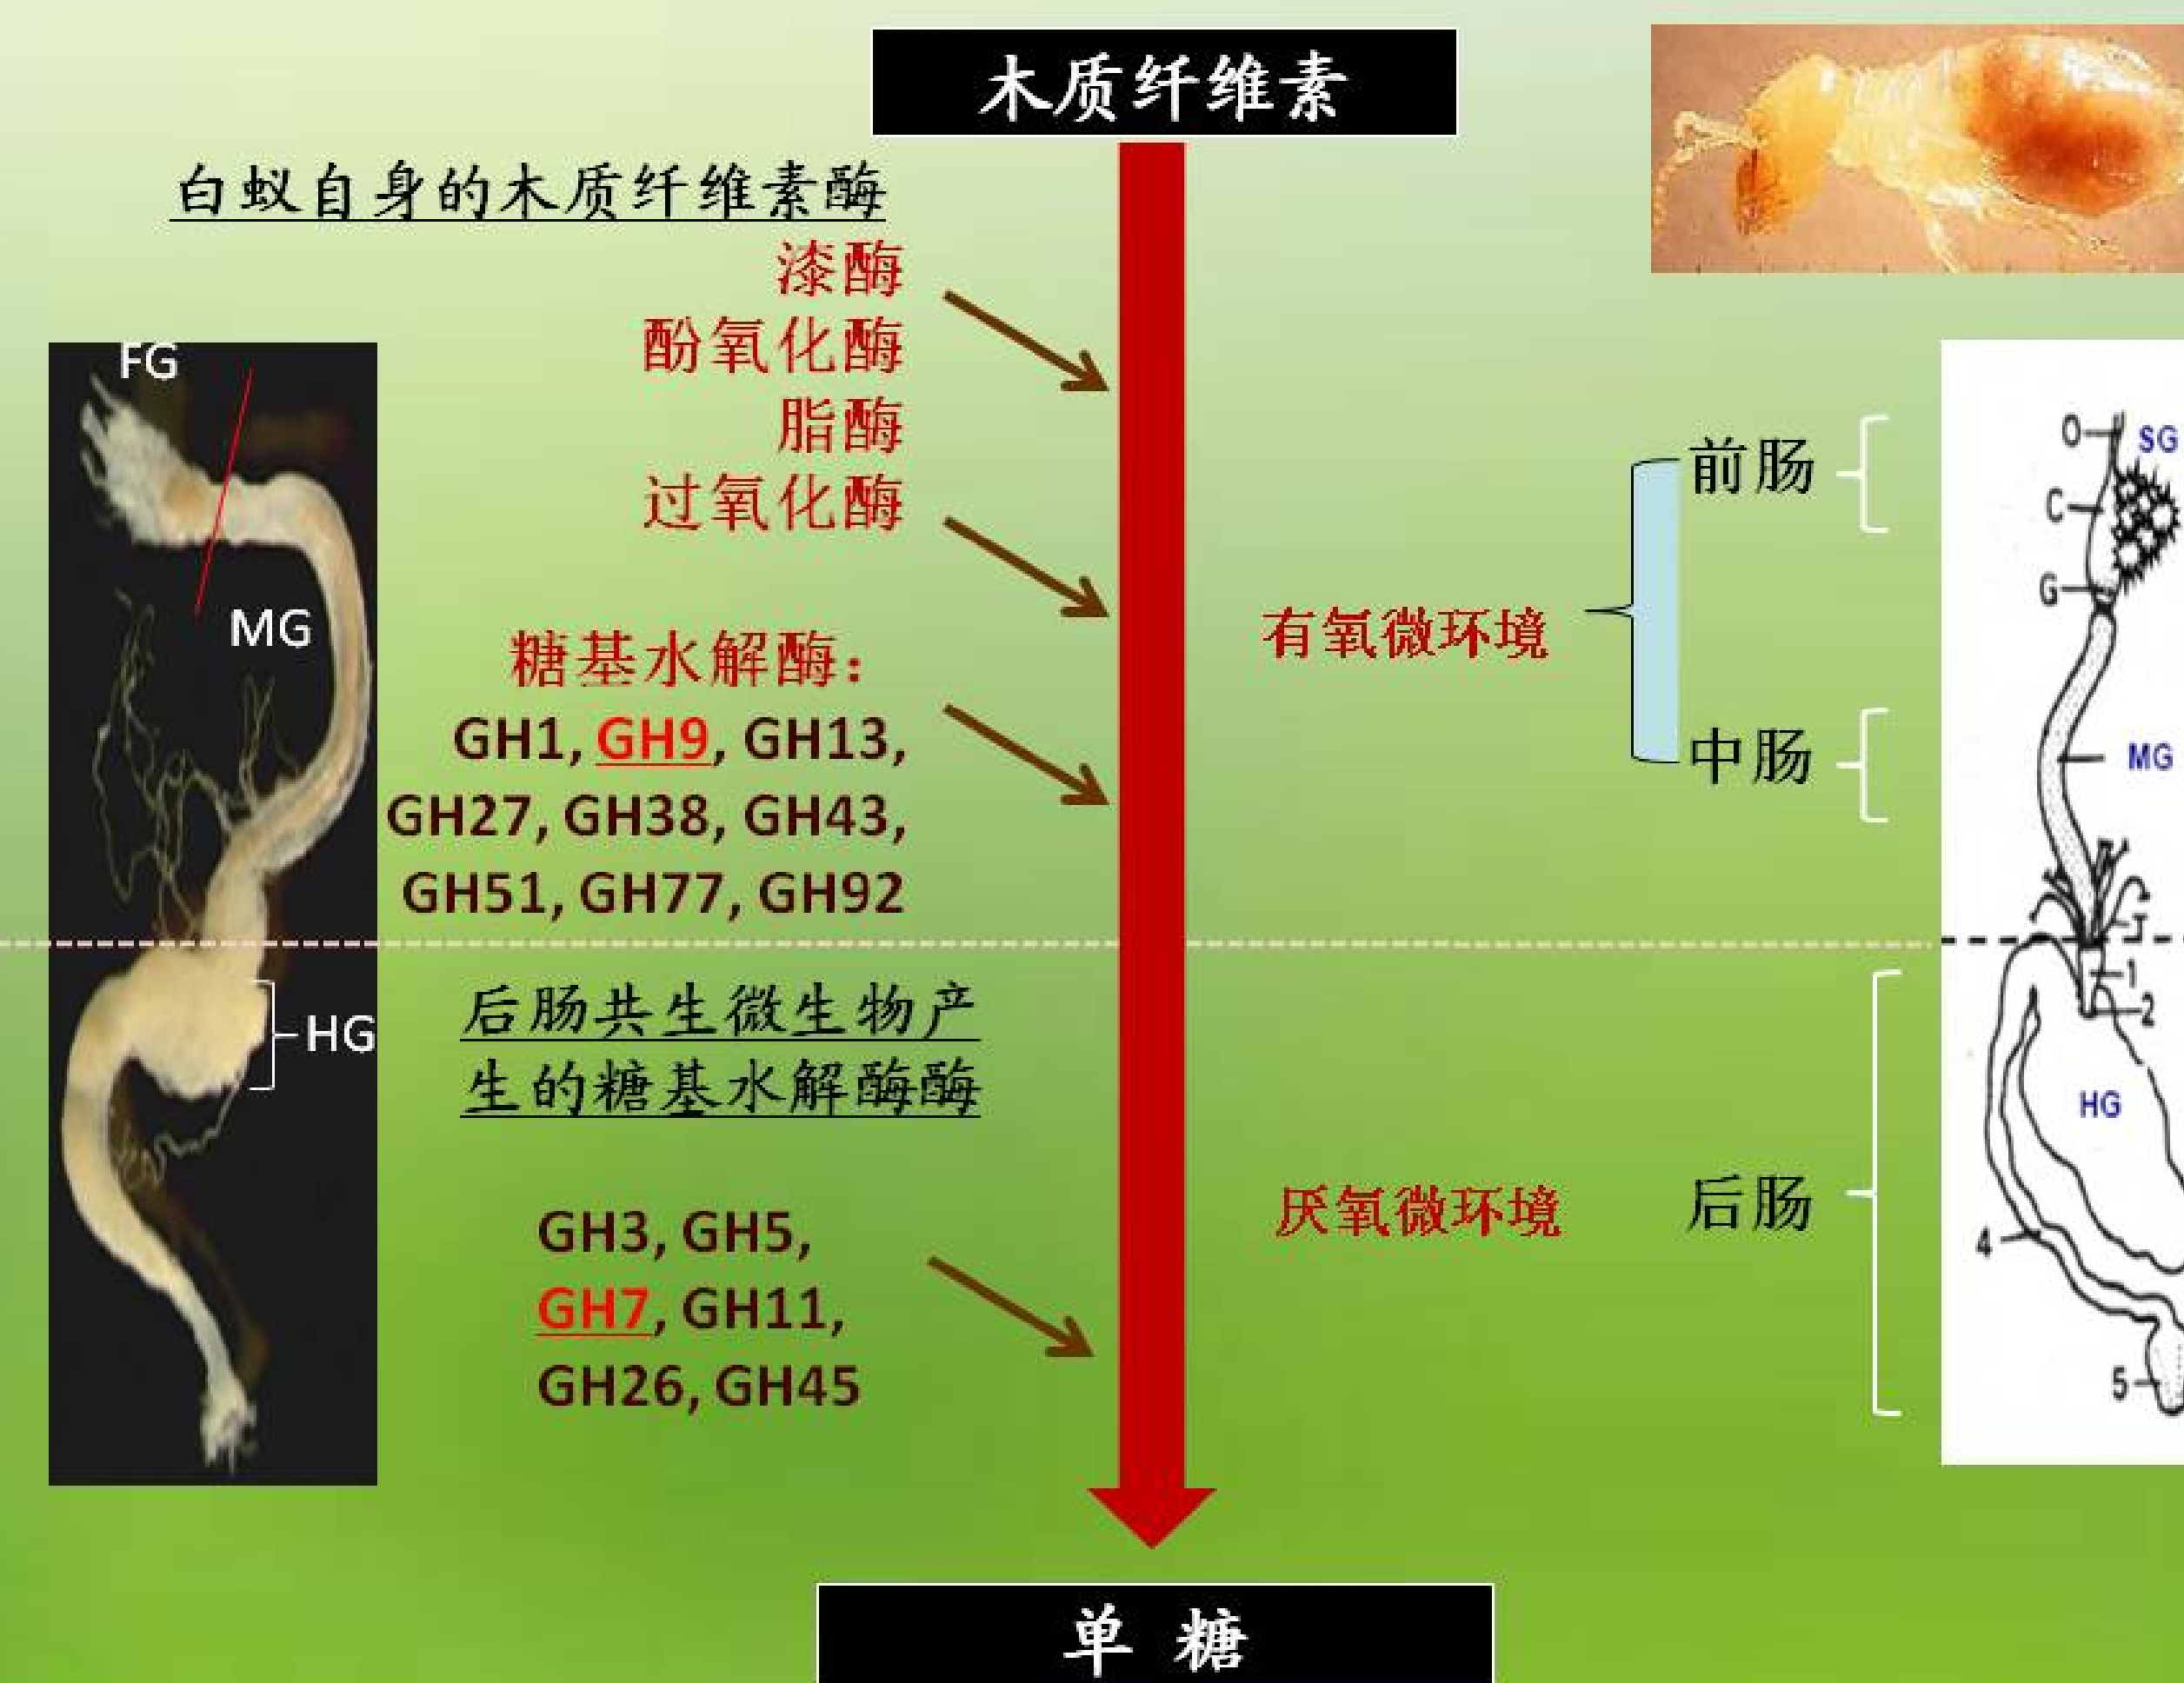 木质纤维素
白蚁自身的木质纤维素酶
漆酶
酚氧化酶
脂酶
过氧化酶
糖基水解酶：
GH1, GH9, GH13,
GH27, GH38, GH43,
GH51, GH77, GH92
后肠共生微生物产
生的糖基水解酶酶
GH3, GH5,
GH7, GH11,
GH26, GH45
单 糖
FG
MG
HG
有氧微环境
前肠
中肠
厌氧微环境
后肠
O
SG
C
G
MG
1
2
HG
4
5